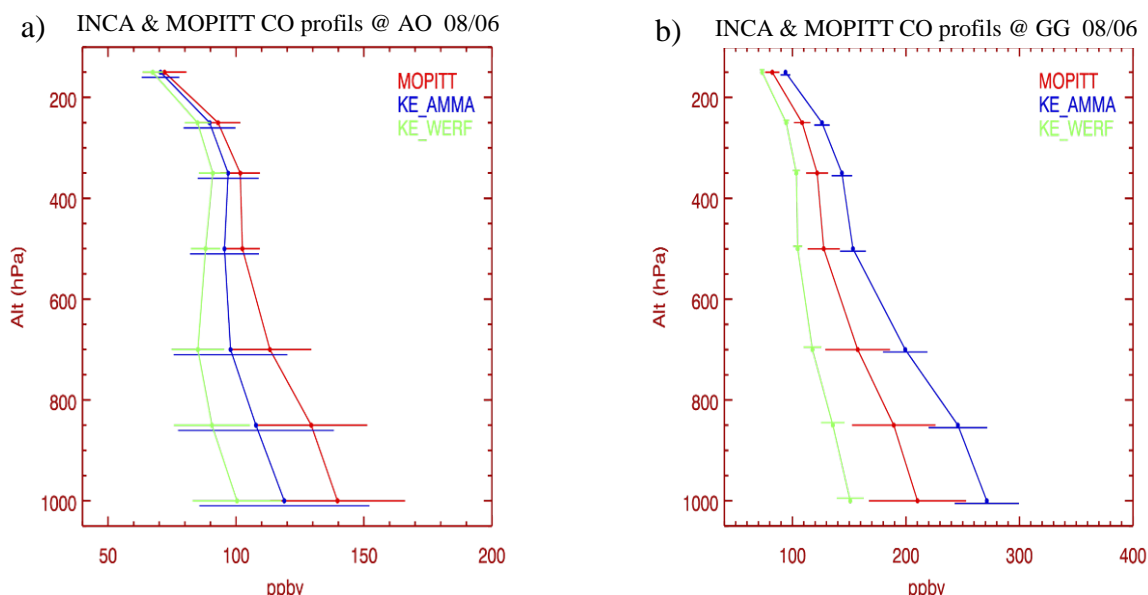 a) INCA & MOPITT CO profils @ AO 08/06
MOPITT
KE_AMMA
KE_WERF
200
400
600
800
1000
Alt (hPa)
50 100 150 200
ppbv
b) INCA & MOPITT CO profils @ GG 08/06
MOPITT
KE_AMMA
KE_WERF
200
400
600
800
1000
Alt (hPa)
100 200 300 400
ppbv